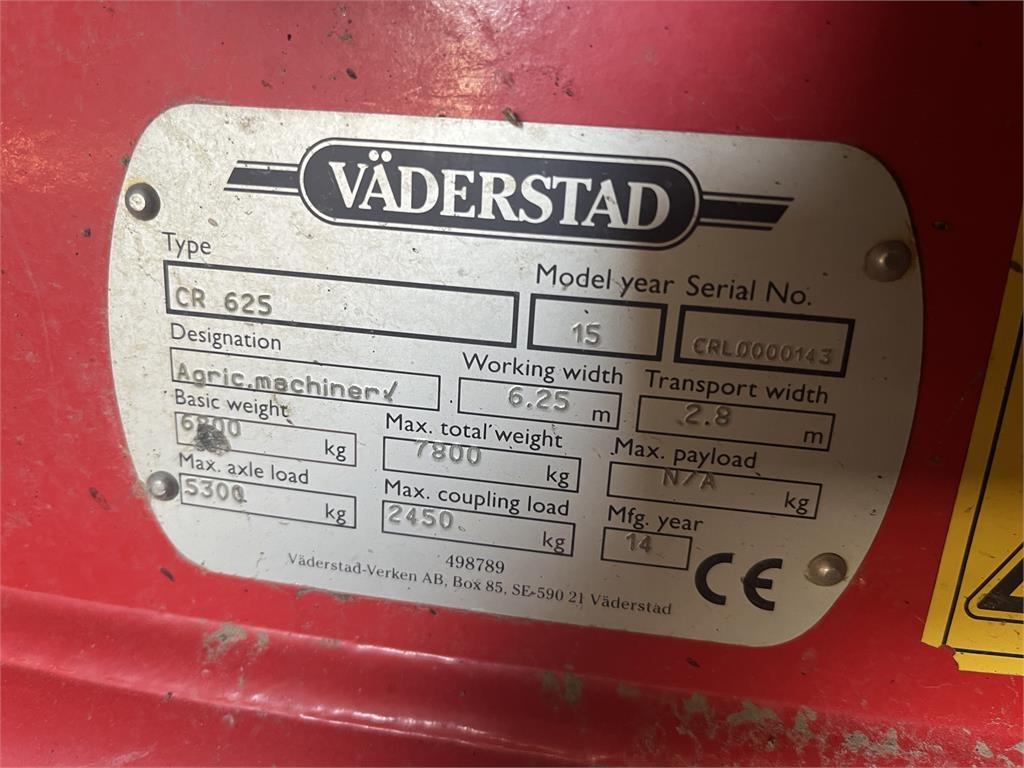 VÄDERSTAD
Type
CR 625
Model year
15
Serial No.
CRL0000143
Designation
Agric.machinery
Working width
6.25 m
Transport width
2.8 m
Basic weight
kg
Max. total weight
7800 kg
Max. payload
N/A kg
Max. axle load
5300 kg
Max. coupling load
2450 kg
Mfg. year
14
498789
Väderstad-Verken AB, Box 85, SE-590 21 Väderstad
CE